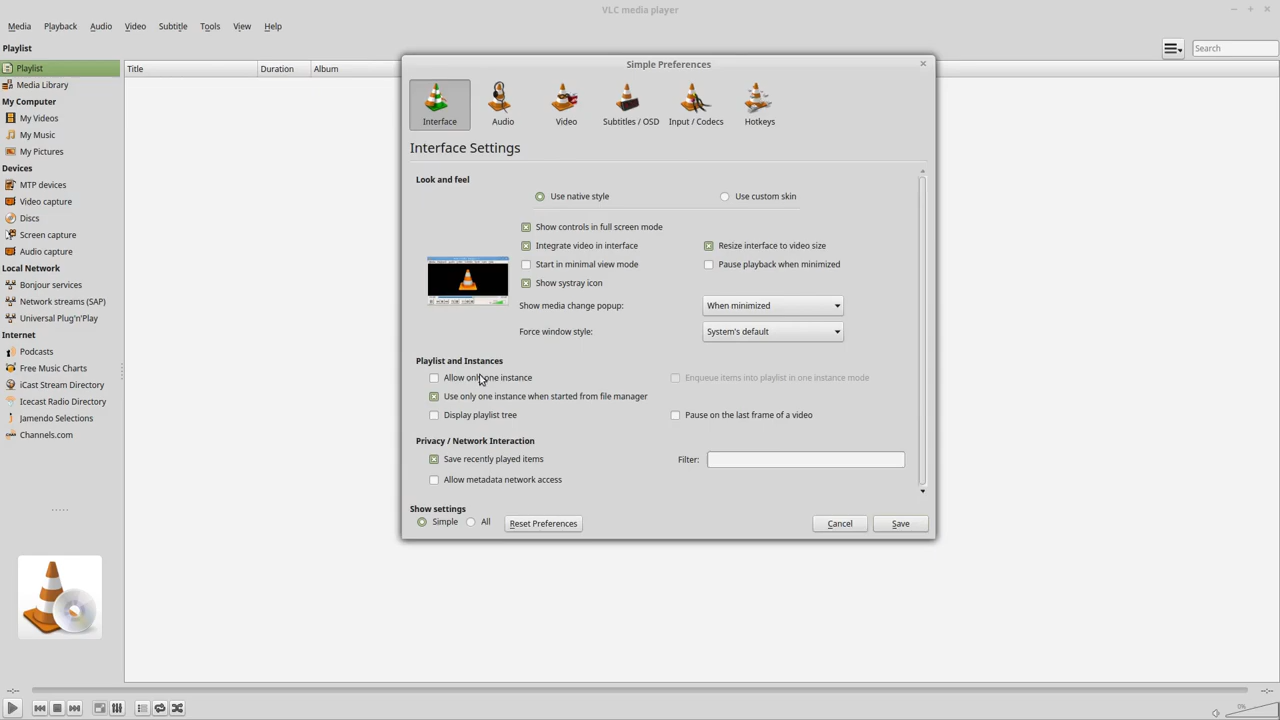 VLC media player
Media Playback Audio Video Subtitle Tools View Help
Playlist
Search
Playlist
Title Duration Album
Media Library
My Computer
My Videos
My Music
My Pictures
Devices
MTP devices
Video capture
Discs
Screen capture
Audio capture
Local Network
Bonjour services
Network streams (SAP)
Universal Plug'n'Play
Internet
Podcasts
Free Music Charts
iCast Stream Directory
Icecast Radio Directory
Jamendo Selections
Channels.com
Simple Preferences
Interface Audio Video Subtitles / OSD Input / Codecs Hotkeys
Interface Settings
Look and feel
Use native style Use custom skin
Show controls in full screen mode
Integrate video in interface Resize interface to video size
Start in minimal view mode Pause playback when minimized
Show systray icon
Show media change popup: When minimized
Force window style: System's default
Playlist and Instances
Allow only one instance Enqueue items into playlist in one instance mode
Use only one instance when started from file manager
Display playlist tree Pause on the last frame of a video
Privacy / Network Interaction
Save recently played items Filter:
Allow metadata network access
Show settings
Simple All Reset Preferences Cancel Save
--:-- --:--
0%